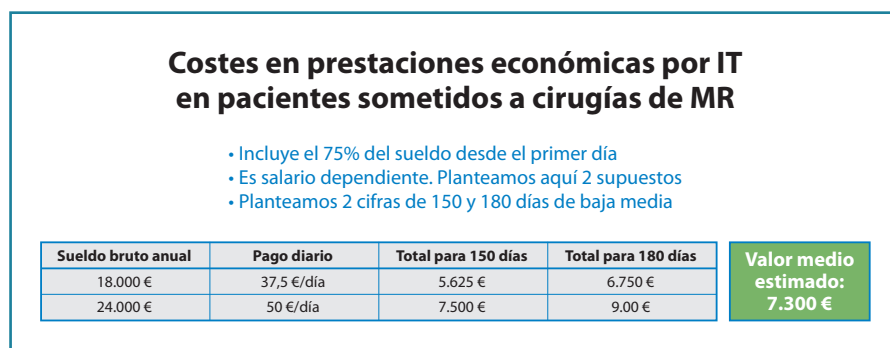 Costes en prestaciones económicas por IT
en pacientes sometidos a cirugías de MR
• Incluye el 75% del sueldo desde el primer día
• Es salario dependiente. Planteamos aquí 2 supuestos
• Planteamos 2 cifras de 150 y 180 días de baja media
Sueldo bruto anual Pago diario Total para 150 días Total para 180 días
18.000 € 37,5 €/día 5.625 € 6.750 €
24.000 € 50 €/día 7.500 € 9.00 €
Valor medio
estimado:
7.300 €